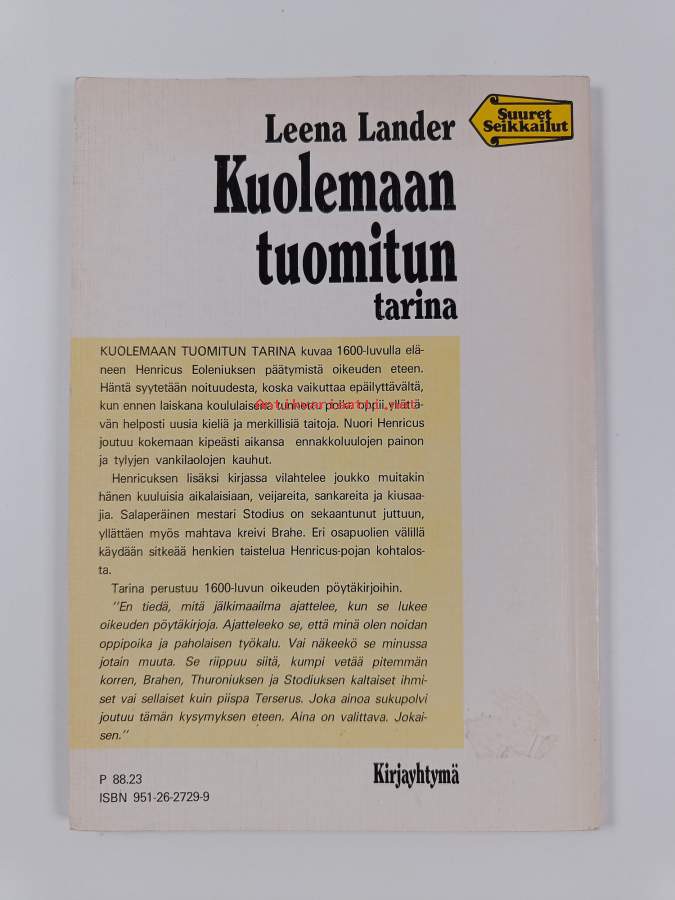 Suuret
Seikkailut
Leena Lander
Kuolemaan
tuomitun
tarina
KUOLEMAAN TUOMITUN TARINA kuvaa 1600-luvulla elä-
neen Henricus Eoleniuksen päätymistä oikeuden eteen.
Häntä syytetään noituudesta, koska vaikuttaa epäilyttävältä,
kun ennen laiskana koululaisena tunnettu poika oppii yllättä-
vän helposti uusia kieliä ja merkillisiä taitoja. Nuori Henricus
joutuu kokemaan kipeästi aikansa ennakkoluulojen painon
ja tylyjen vankilaolojen kauhut.
Henricuksen lisäksi kirjassa vilahtelee joukko muitakin
hänen kuuluisia aikalaisiaan, veijareita, sankareita ja kiusaa-
jia. Salaperäinen mestari Stodius on sekaantunut juttuun,
yllättäen myös mahtava kreivi Brahe. Eri osapuolien välillä
käydään sitkeää henkien taistelua Henricus-pojan kohtalos-
ta.
Tarina perustuu 1600-luvun oikeuden pöytäkirjoihin.
"En tiedä, mitä jälkimaailma ajattelee, kun se lukee
oikeuden pöytäkirjoja. Ajatteleeko se, että minä olen noidan
oppipoika ja paholaisen työkalu. Vai näkeekö se minussa
jotain muuta. Se riippuu siitä, kumpi vetää pitemmän
korren, Brahen, Thuroniuksen ja Stodiuksen kaltaiset ihmi-
set vai sellaiset kuin piispa Terserus. Joka ainoa sukupolvi
joutuu tämän kysymyksen eteen. Aina on valittava. Jokai-
sen."
P 88.23
ISBN 951-26-2729-9
Kirjayhtymä